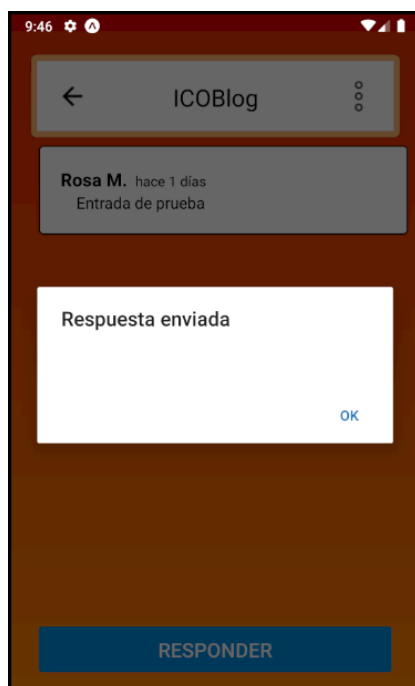 9:46
ICOBlog
Rosa M. hace 1 días
Entrada de prueba
Respuesta enviada
OK
RESPONDER